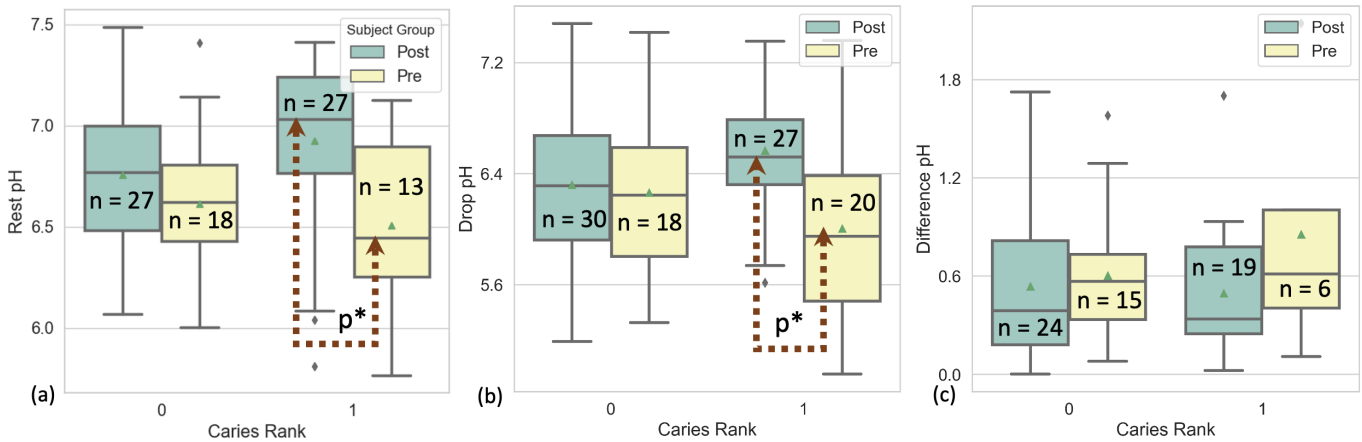 7.5
7.0
6.5
6.0
Rest pH
Subject Group
Post
Pre
n = 27
n = 18
n = 27
n = 13
p*
(a)
0
1
Caries Rank
7.2
6.4
5.6
Drop pH
Post
Pre
n = 30
n = 18
n = 27
n = 20
p*
(b)
0
1
Caries Rank
1.8
1.2
0.6
0.0
Difference pH
Post
Pre
n = 24
n = 15
n = 19
n = 6
(c)
0
1
Caries Rank